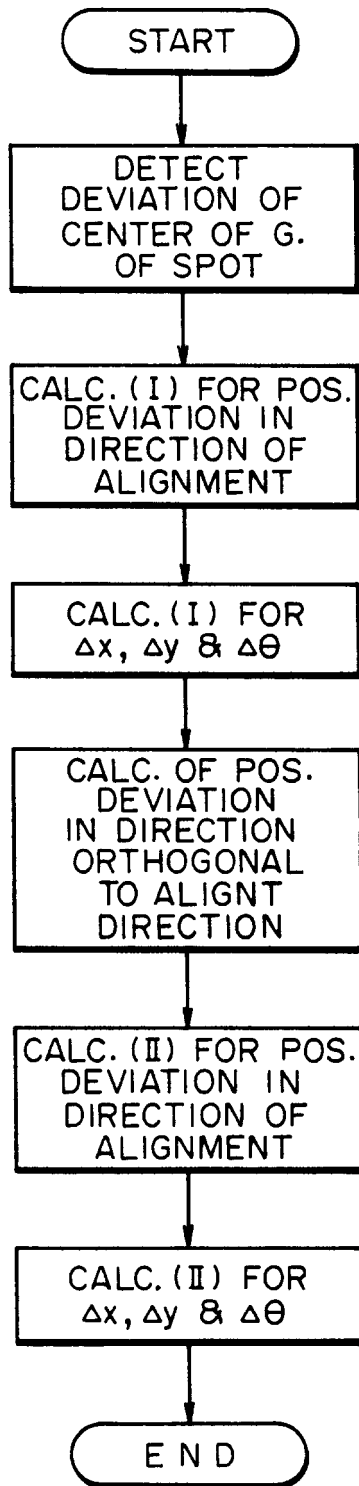 START
DETECT
DEVIATION OF
CENTER OF G.
OF SPOT
CALC. (I) FOR POS.
DEVIATION IN
DIRECTION OF
ALIGNMENT
CALC. (I) FOR
Δx, Δy & Δθ
CALC. OF POS.
DEVIATION
IN DIRECTION
ORTHOGONAL
TO ALIGNT
DIRECTION
CALC. (II) FOR POS.
DEVIATION IN
DIRECTION OF
ALIGNMENT
CALC. (II) FOR
Δx, Δy & Δθ
END